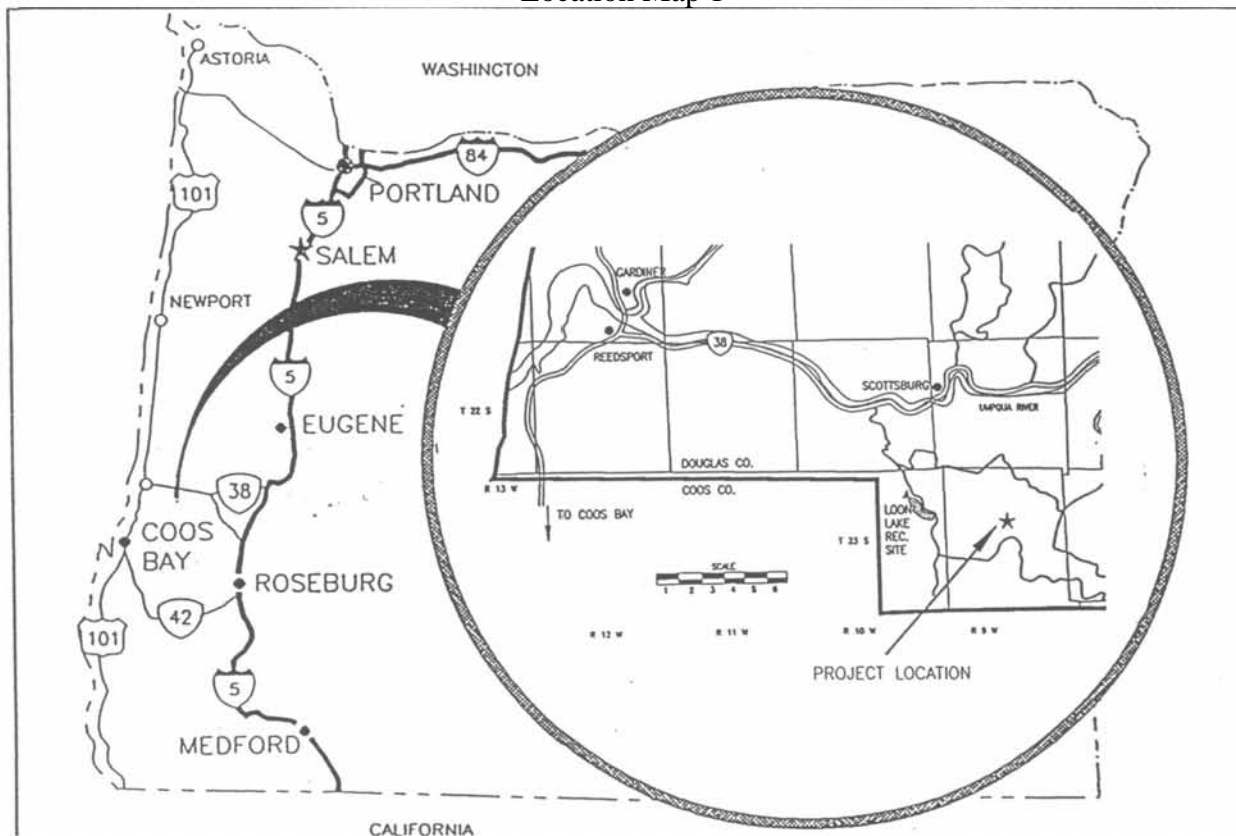 Location Map 1
ASTORIA
WASHINGTON
84
101
PORTLAND
5
SALEM
NEWPORT
5
EUGENE
38
N
COOS
BAY
ROSEBURG
42
101
5
MEDFORD
CALIFORNIA
GARDINER
REEDSPORT
38
SCOTTSBURG
UMPQUA RIVER
T 22 S
DOUGLAS CO.
R 13 W
COOS CO.
TO COOS BAY
LOON
LAKE
REC.
SITE
T 23 S
SCALE
1 2 3 4 5 6
R 12 W
R 11 W
R 10 W
R 9 W
PROJECT LOCATION